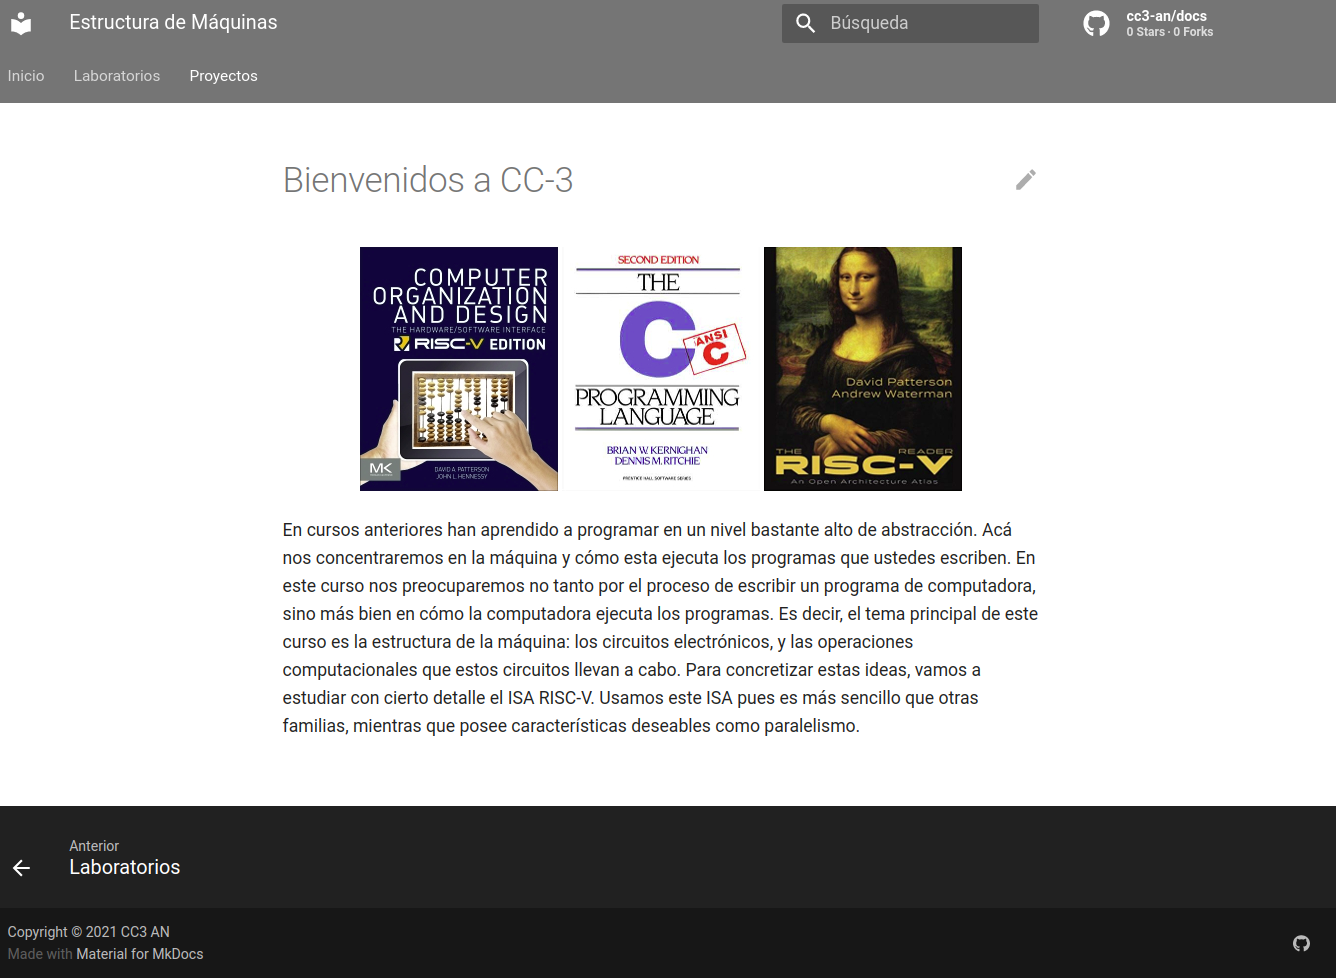 Estructura de Máquinas
Búsqueda
cc3-an/docs
0 Stars · 0 Forks
Inicio
Laboratorios
Proyectos
Bienvenidos a CC-3
COMPUTER
ORGANIZATION
AND DESIGN
THE HARDWARE/SOFTWARE INTERFACE
RISC-V EDITION
MK
DAVID A. PATTERSON
JOHN L. HENNESSY
SECOND EDITION
THE
C
ANSI
C
PROGRAMMING
LANGUAGE
BRIAN W. KERNIGHAN
DENNIS M. RITCHIE
PRENTICE HALL SOFTWARE SERIES
David Patterson
Andrew Waterman
THE READER
RISC-V
An Open Architecture Atlas
En cursos anteriores han aprendido a programar en un nivel bastante alto de abstracción. Acá
nos concentraremos en la máquina y cómo esta ejecuta los programas que ustedes escriben. En
este curso nos preocuparemos no tanto por el proceso de escribir un programa de computadora,
sino más bien en cómo la computadora ejecuta los programas. Es decir, el tema principal de este
curso es la estructura de la máquina: los circuitos electrónicos, y las operaciones
computacionales que estos circuitos llevan a cabo. Para concretizar estas ideas, vamos a
estudiar con cierto detalle el ISA RISC-V. Usamos este ISA pues es más sencillo que otras
familias, mientras que posee características deseables como paralelismo.
Anterior
Laboratorios
Copyright © 2021 CC3 AN
Made with Material for MkDocs